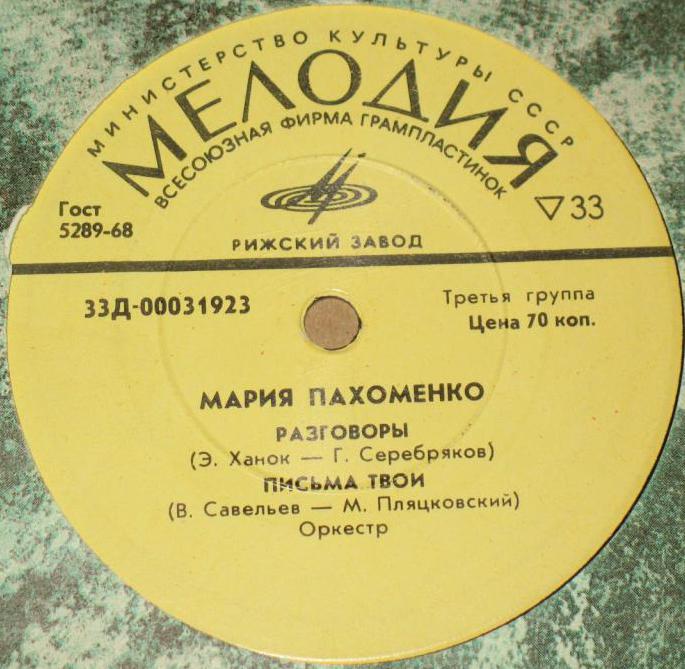 МИНИСТЕРСТВО КУЛЬТУРЫ СССР
МЕЛОДИЯ
ВСЕСОЮЗНАЯ ФИРМА ГРАМПЛАСТИНОК
Гост
5289-68
▽33
РИЖСКИЙ ЗАВОД
33Д-00031923
Третья группа
Цена 70 коп.
МАРИЯ ПАХОМЕНКО
РАЗГОВОРЫ
(Э. Ханок — Г. Серебряков)
ПИСЬМА ТВОИ
(В. Савельев — М. Пляцковский)
Оркестр